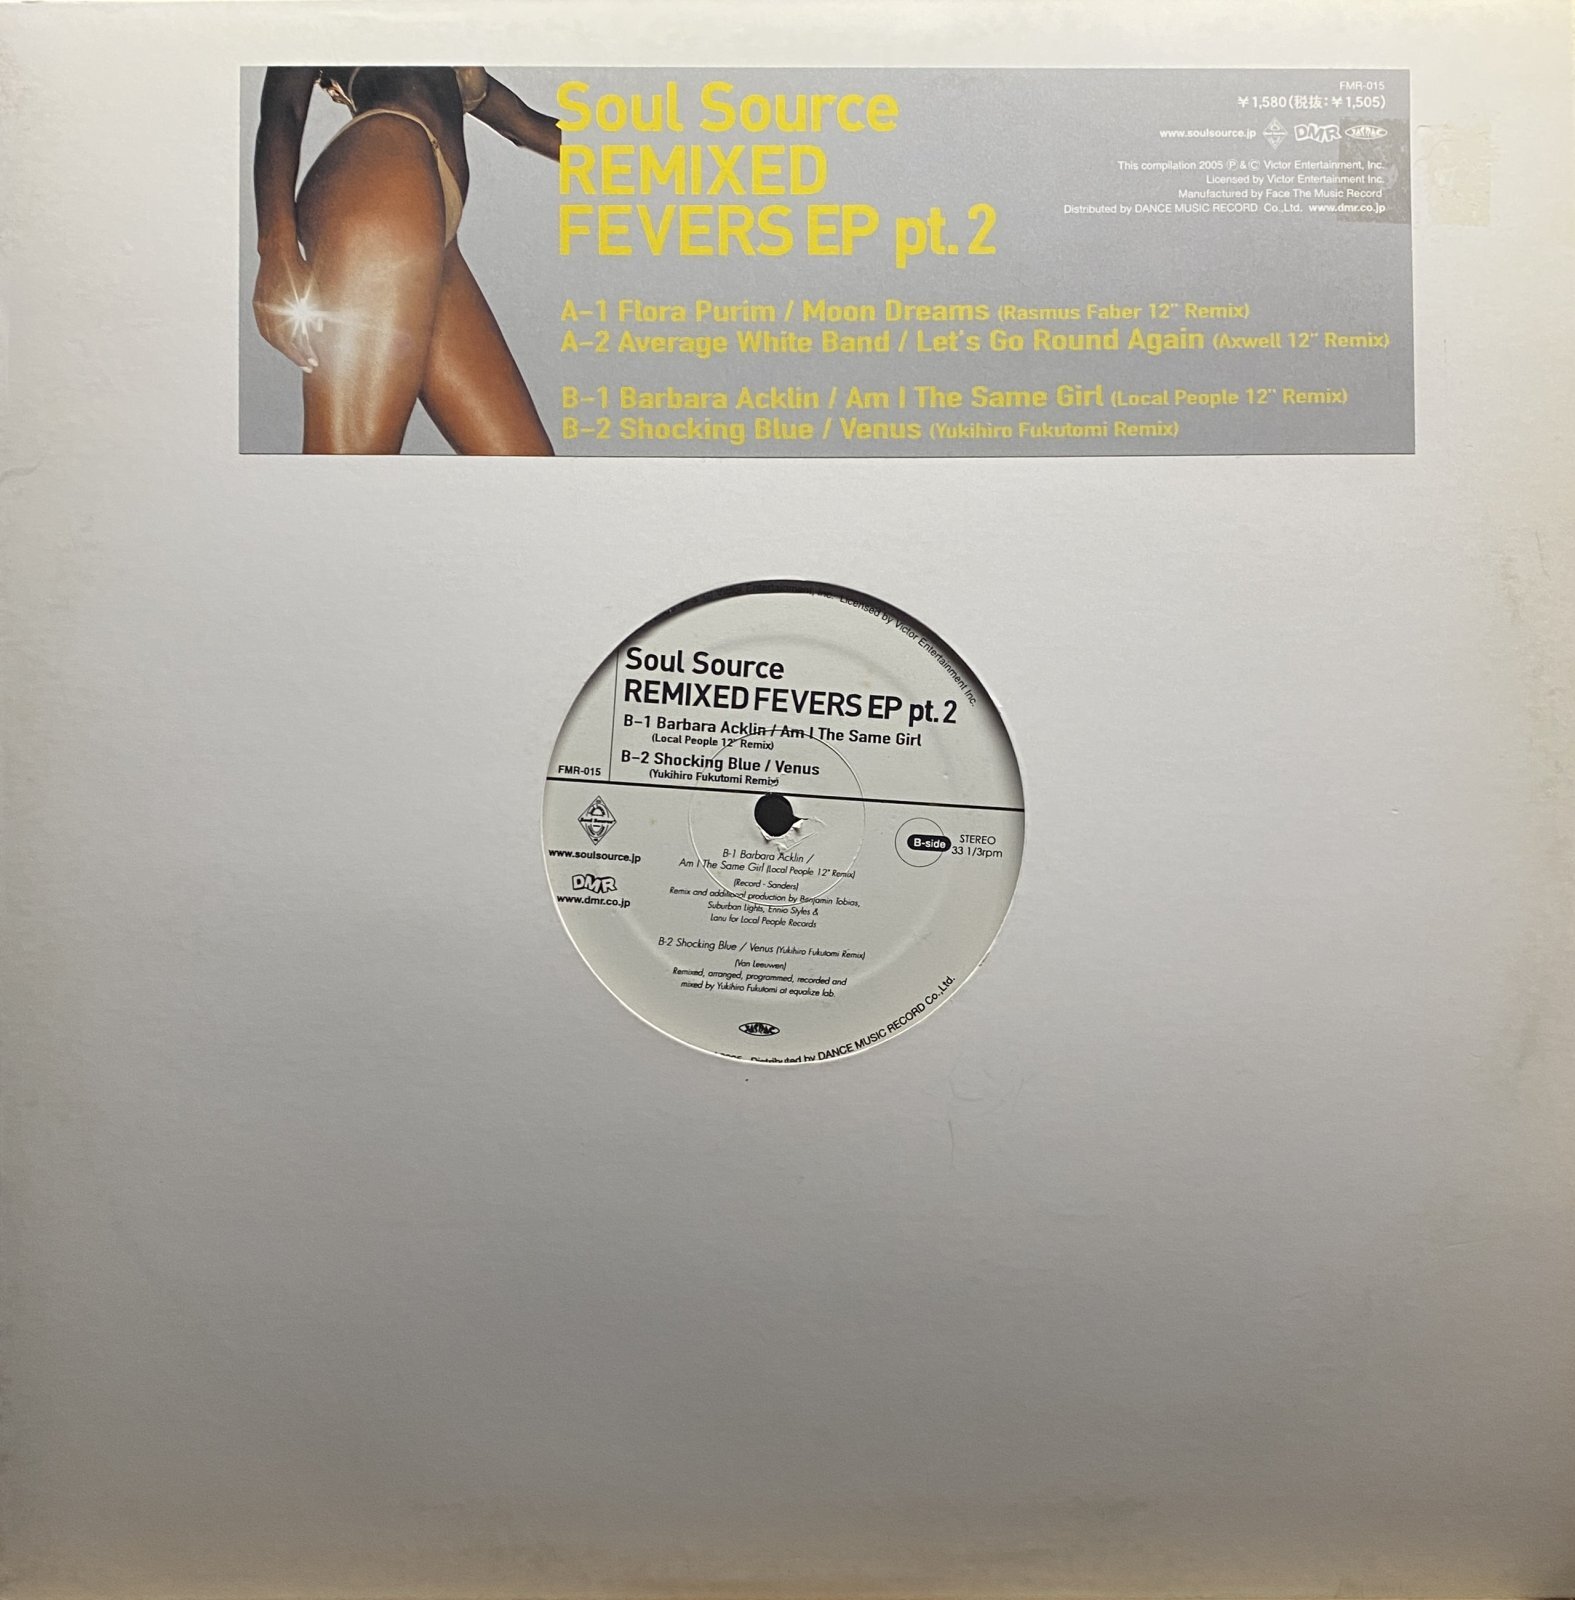 Soul Source
REMIXED
FEVERS EP pt. 2
FMR-015
¥1,580(税抜:¥1,505)
www.soulsource.jp DMR JASRAC
This compilation 2005 Ⓟ & Ⓒ Victor Entertainment, Inc.
Licensed by Victor Entertainment Inc.
Manufactured by Face The Music Record
Distributed by DANCE MUSIC RECORD Co.,Ltd. www.dmr.co.jp
A-1 Flora Purim / Moon Dreams (Rasmus Faber 12" Remix)
A-2 Average White Band / Let's Go Round Again (Axwell 12" Remix)
B-1 Barbara Acklin / Am I The Same Girl (Local People 12" Remix)
B-2 Shocking Blue / Venus (Yukihiro Fukutomi Remix)
Entertainment, Inc. Licensed by Victor Entertainment Inc.
Soul Source
REMIXED FEVERS EP pt. 2
B-1 Barbara Acklin / Am I The Same Girl
(Local People 12" Remix)
B-2 Shocking Blue / Venus
(Yukihiro Fukutomi Remix)
FMR-015
Soul Source
www.soulsource.jp
DMR
www.dmr.co.jp
B-side
STEREO
33 1/3rpm
B-1 Barbara Acklin /
Am I The Same Girl (Local People 12" Remix)
(Record - Sanders)
Remix and additional production by Benjamin Tobias,
Suburban Lights, Ennio Styles &
Lanu for Local People Records
B-2 Shocking Blue / Venus (Yukihiro Fukutomi Remix)
(Van Leeuwen)
Remixed, arranged, programmed, recorded and
mixed by Yukihiro Fukutomi at equalize lab.
JASRAC
Distributed by DANCE MUSIC RECORD Co.,Ltd.